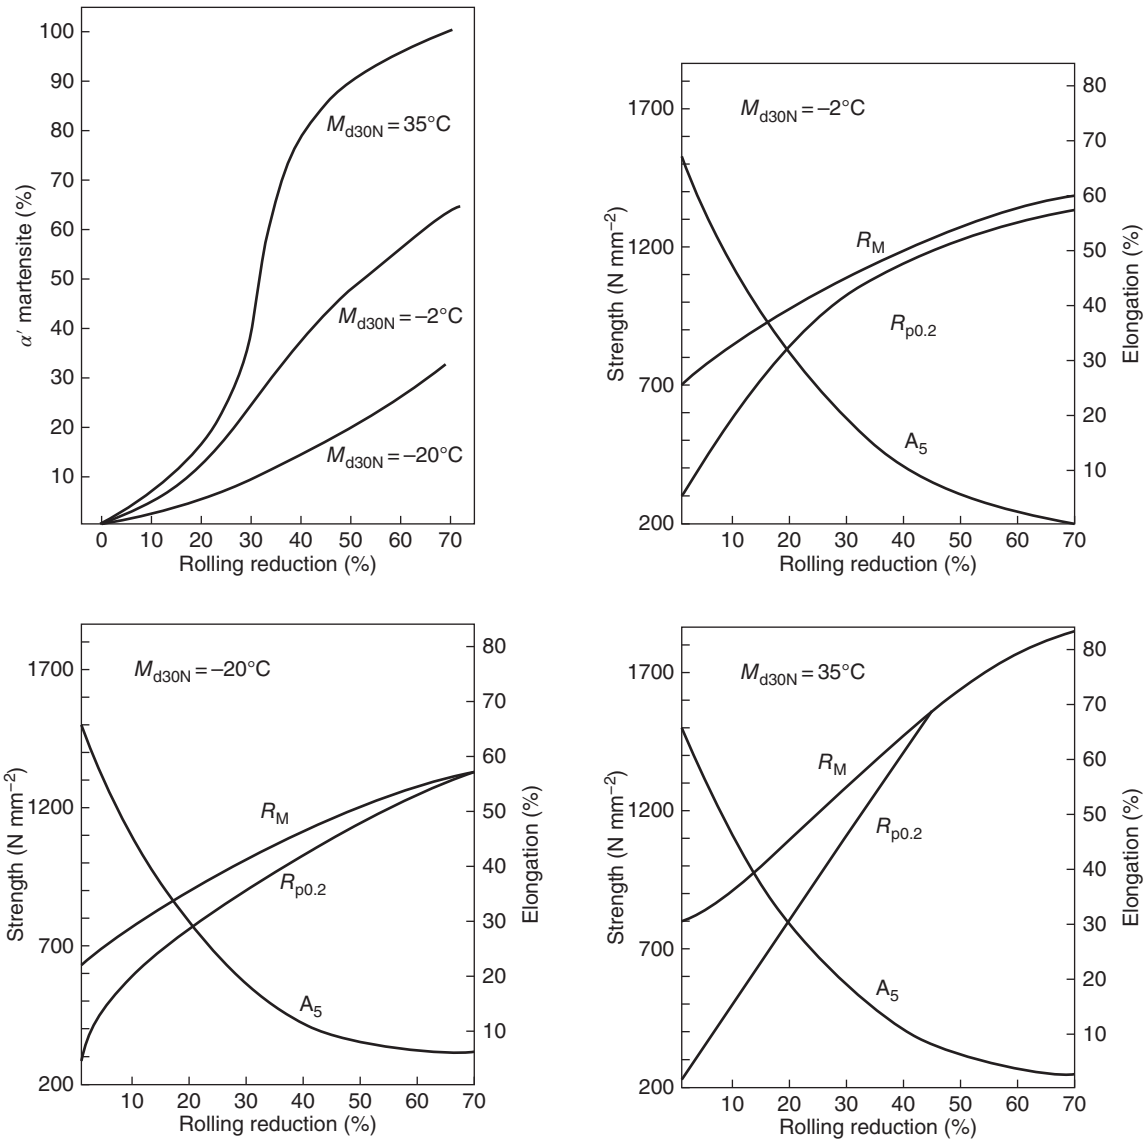 100
90
80
70
60
50
40
30
20
10
α′ martensite (%)
M_d30N = 35°C
M_d30N = –2°C
M_d30N = –20°C
0 10 20 30 40 50 60 70
Rolling reduction (%)
M_d30N = –2°C
1700
1200
700
200
Strength (N mm⁻²)
R_M
R_p0.2
A₅
80
70
60
50
40
30
20
10
Elongation (%)
10 20 30 40 50 60 70
Rolling reduction (%)
M_d30N = –20°C
1700
1200
700
200
Strength (N mm⁻²)
R_M
R_p0.2
A₅
80
70
60
50
40
30
20
10
Elongation (%)
10 20 30 40 50 60 70
Rolling reduction (%)
M_d30N = 35°C
1700
1200
700
200
Strength (N mm⁻²)
R_M
R_p0.2
A₅
80
70
60
50
40
30
20
10
Elongation (%)
10 20 30 40 50 60 70
Rolling reduction (%)